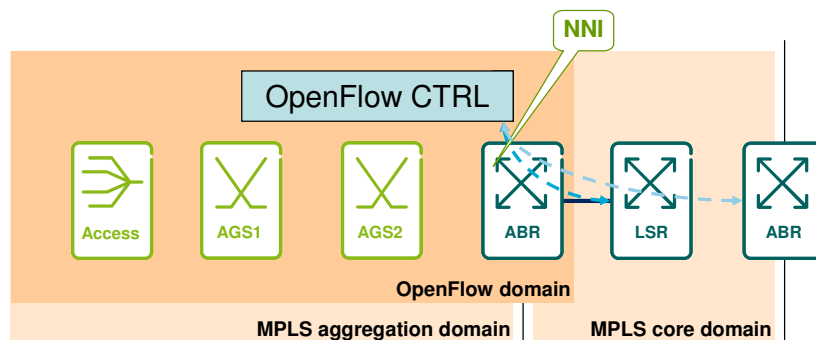 NNI
OpenFlow CTRL
Access
AGS1
AGS2
ABR
LSR
ABR
OpenFlow domain
MPLS aggregation domain
MPLS core domain